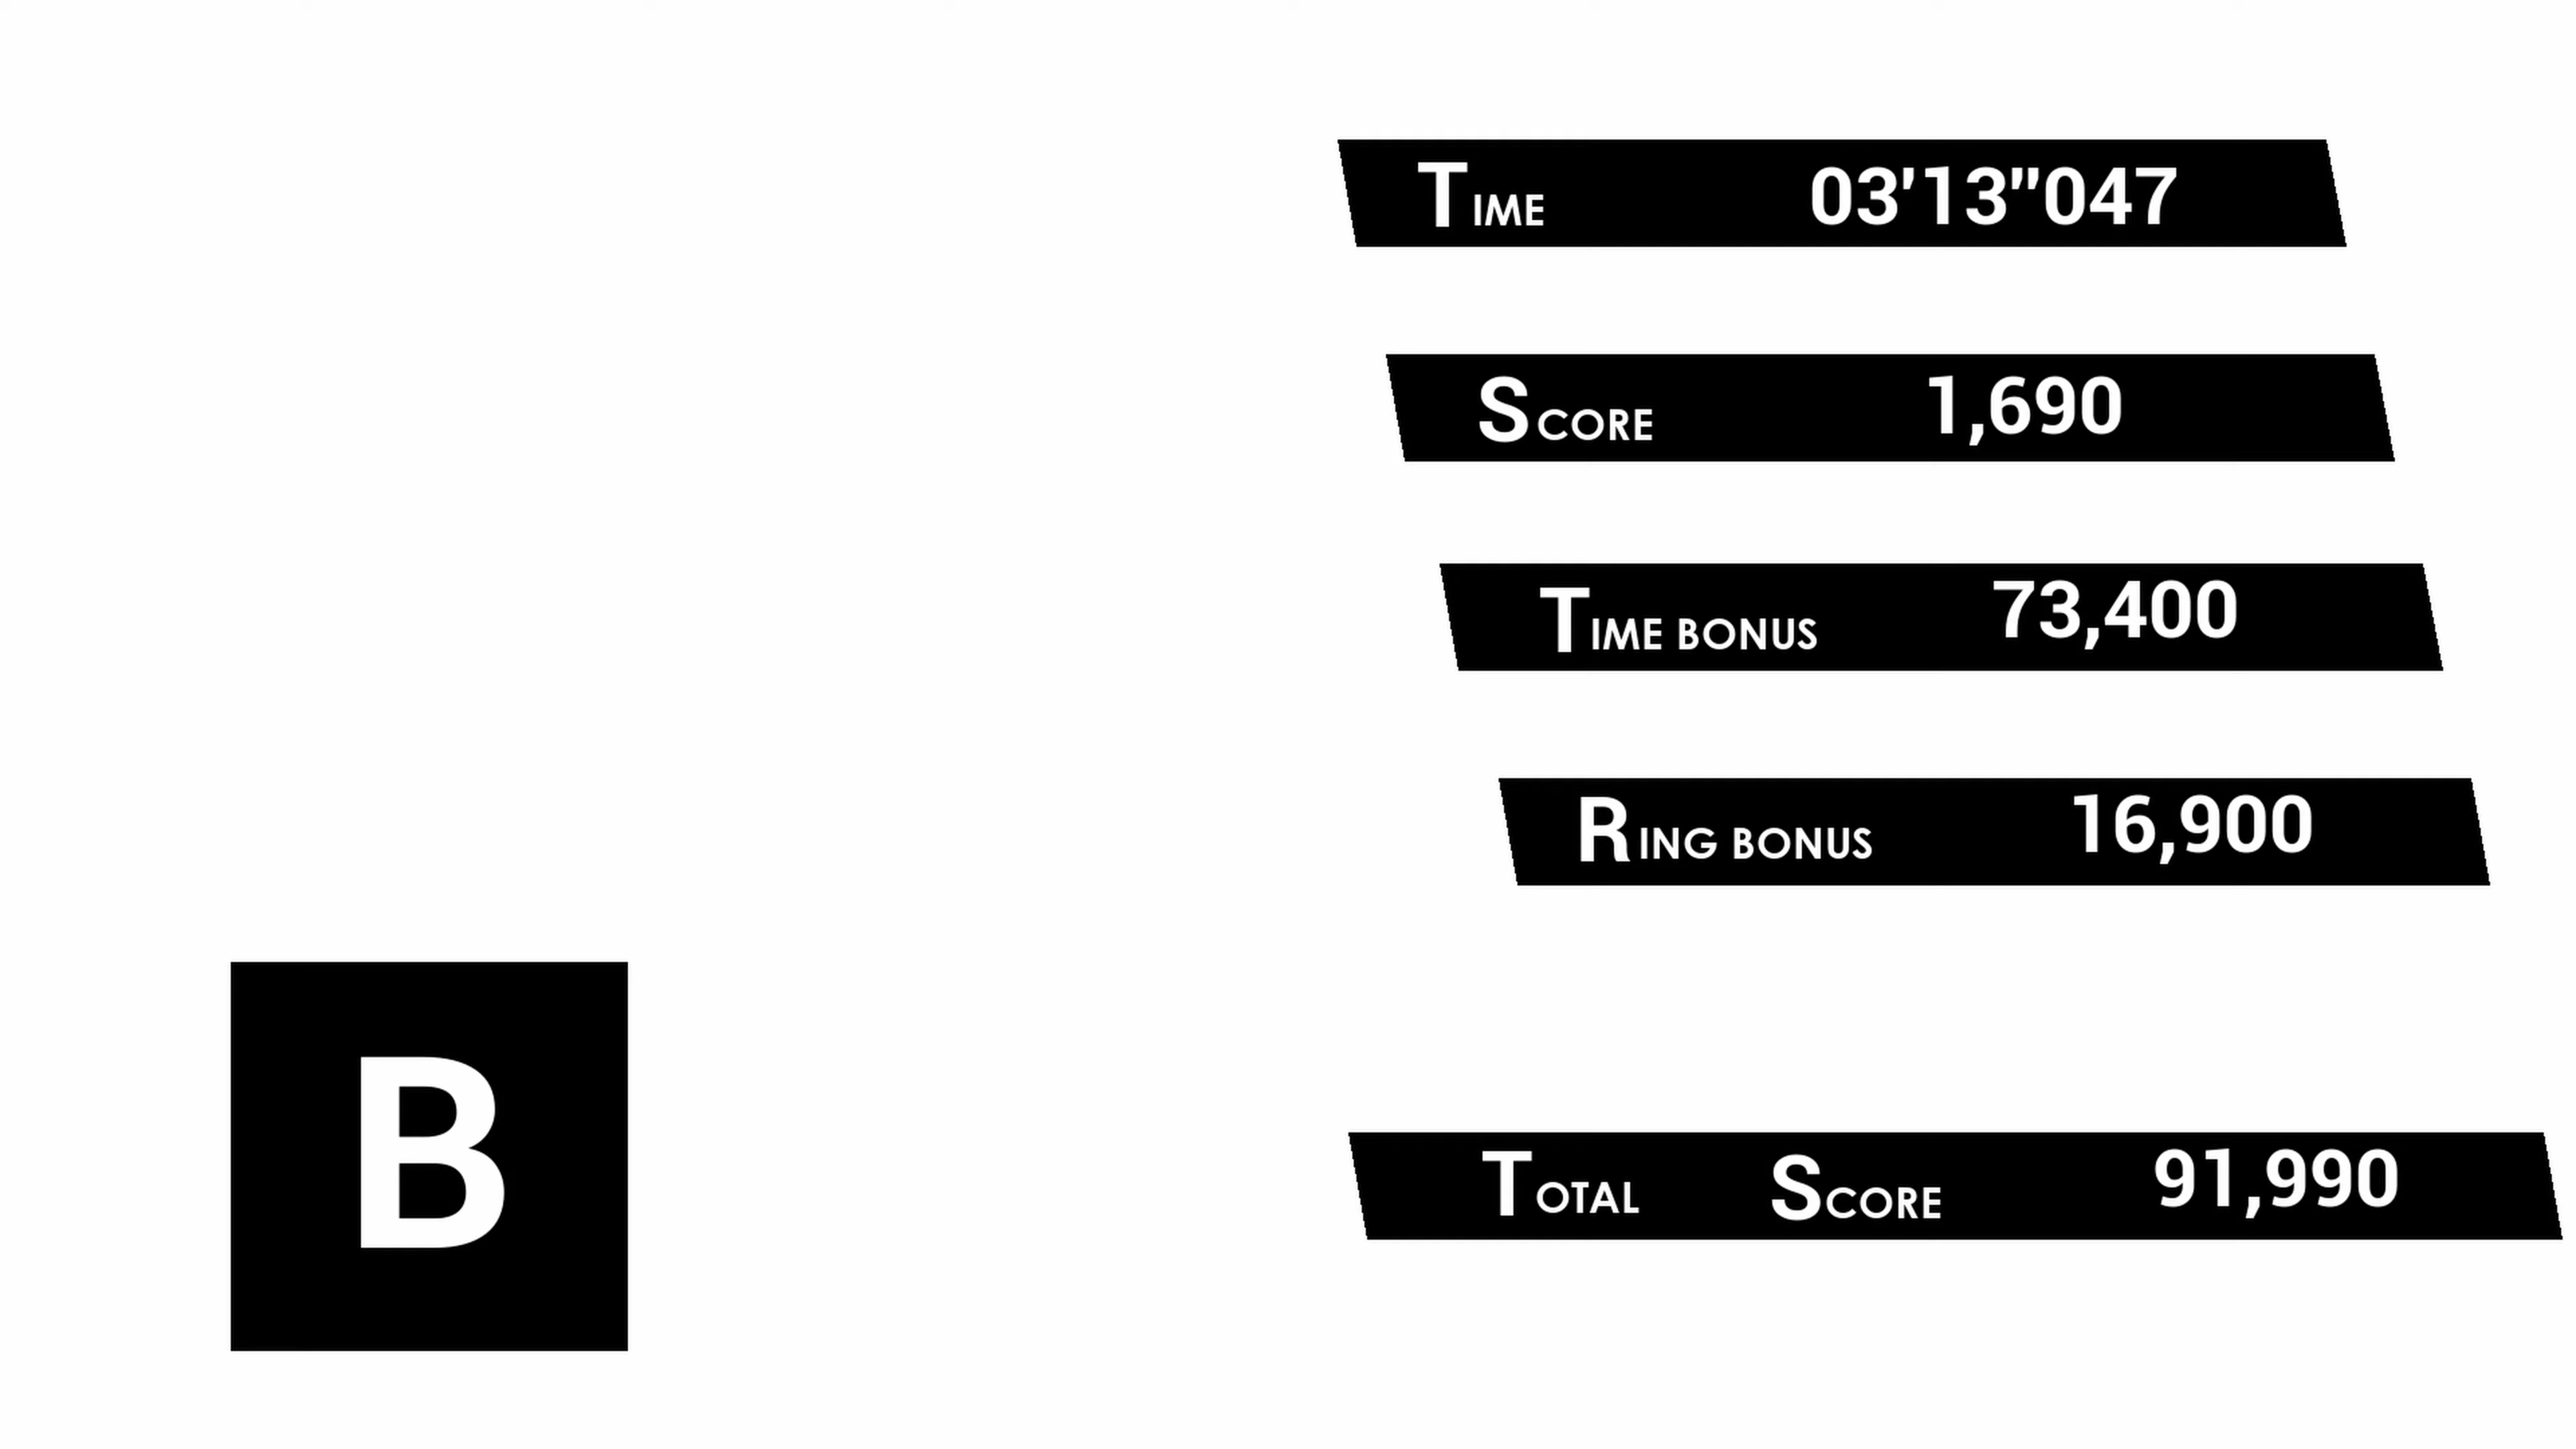 TIME 03'13"047
SCORE 1,690
TIME BONUS 73,400
RING BONUS 16,900
B
TOTAL SCORE 91,990